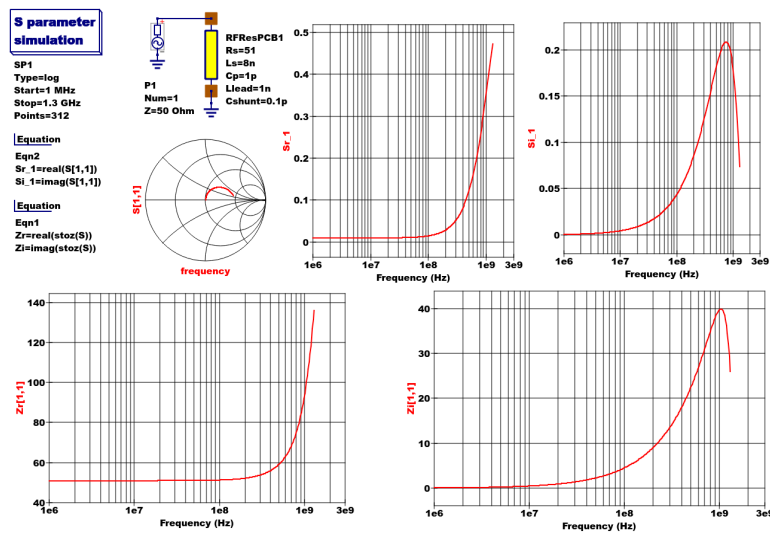 S parameter
simulation
SP1
Type=log
Start=1 MHz
Stop=1.3 GHz
Points=312
Equation
Eqn2
Sr_1=real(S[1,1])
Si_1=imag(S[1,1])
Equation
Eqn1
Zr=real(stoz(S))
Zi=imag(stoz(S))
P1
Num=1
Z=50 Ohm
RFResPCB1
Rs=51
Ls=8n
Cp=1p
Llead=1n
Cshunt=0.1p
S[1,1]
frequency
Sr_1
0.5
0.4
0.3
0.2
0.1
0
1e6 1e7 1e8 1e9 3e9
Frequency (Hz)
Si_1
0.2
0.15
0.1
0.05
0
1e6 1e7 1e8 1e9 3e9
Frequency (Hz)
Zr[1,1]
140
120
100
80
60
40
1e6 1e7 1e8 1e9 3e9
Frequency (Hz)
Zi[1,1]
40
30
20
10
0
1e6 1e7 1e8 1e9 3e9
Frequency (Hz)